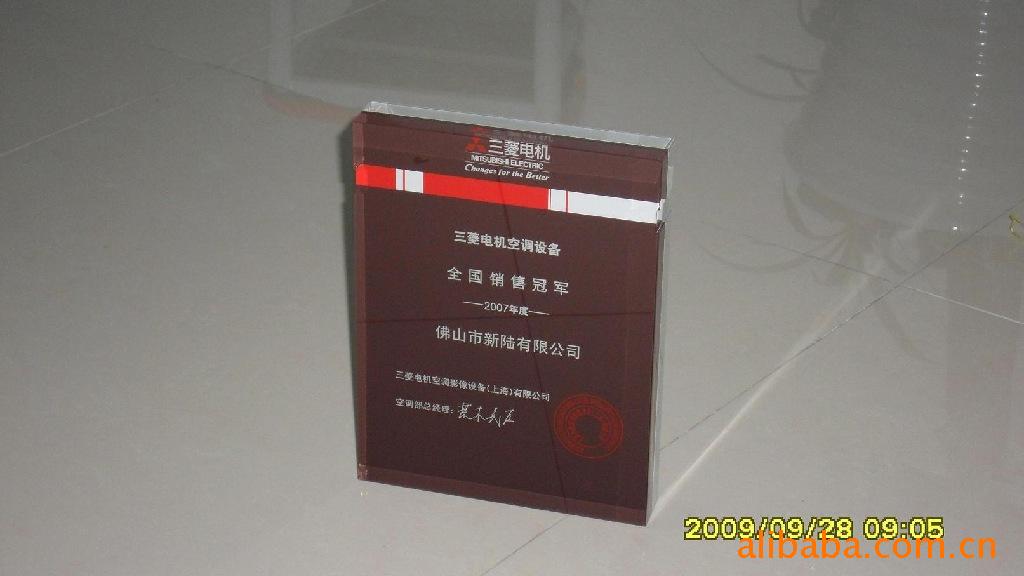 三菱电机
MITSUBISHI ELECTRIC
Changes for the Better
三菱电机空调设备
全国销售冠军
——2007年度——
佛山市新陆有限公司
三菱电机空调影像设备(上海)有限公司
空调部总经理:
2009/09/28 09:05
alibaba.com.cn